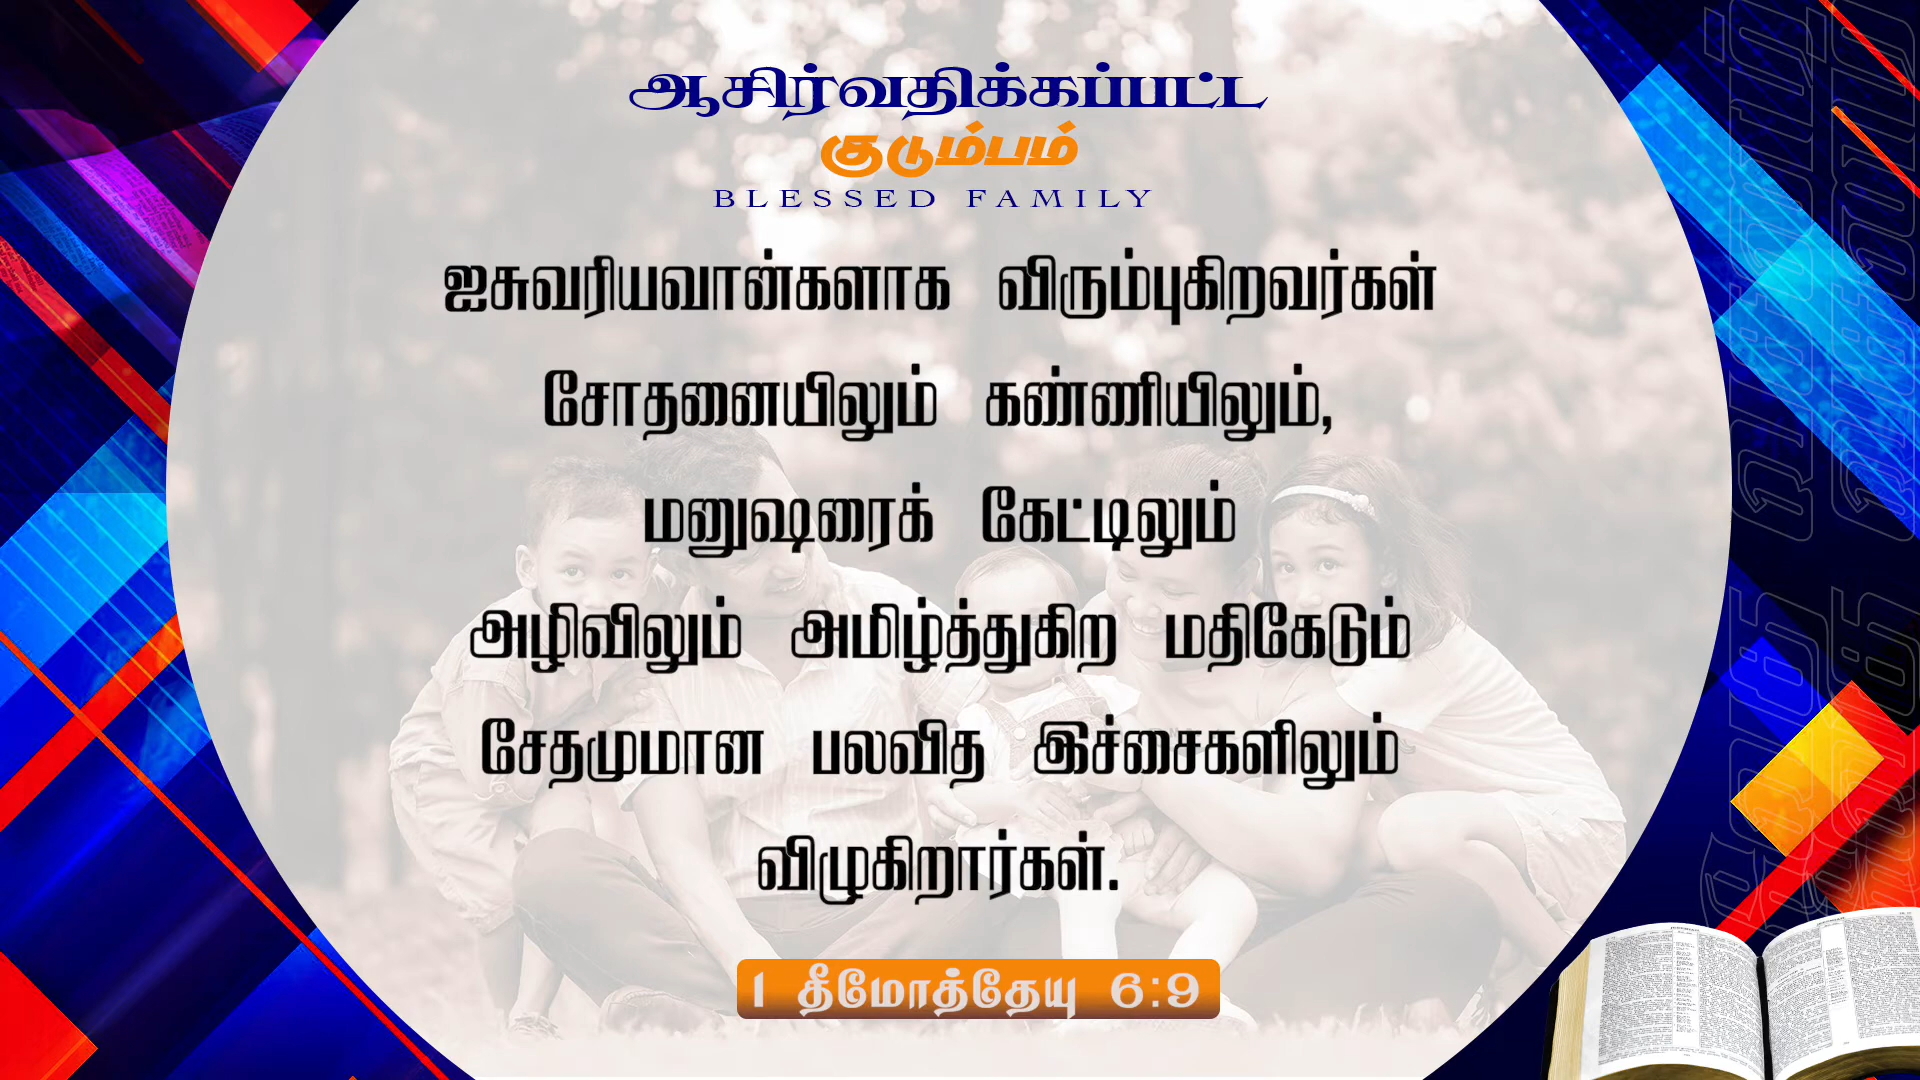 ஆசிர்வதிக்கப்பட்ட
குடும்பம்
BLESSED FAMILY
ஐசுவரியவான்களாக விரும்புகிறவர்கள்
சோதனையிலும் கண்ணியிலும்,
மனுஷரைக் கேட்டிலும்
அழிவிலும் அமிழ்த்துகிற மதிகேடும்
சேதமுமான பலவித இச்சைகளிலும்
விழுகிறார்கள்.
1 தீமோத்தேயு 6:9